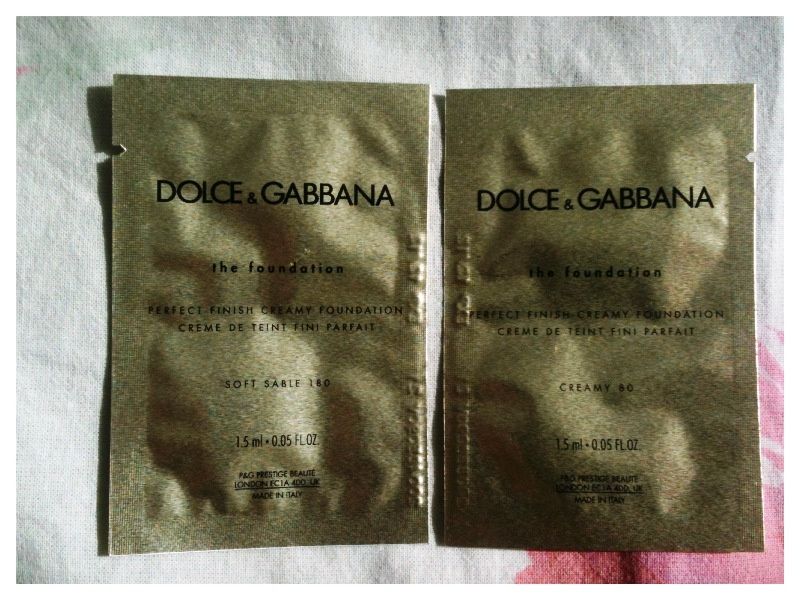 DOLCE & GABBANA
the foundation
PERFECT FINISH CREAMY FOUNDATION
CREME DE TEINT FINI PARFAIT
SOFT SABLE 180
1.5 ml • 0.05 FL.OZ.
P&G PRESTIGE BEAUTE
LONDON EC1A 4DD, UK
MADE IN ITALY
DOLCE & GABBANA
the foundation
PERFECT FINISH CREAMY FOUNDATION
CREME DE TEINT FINI PARFAIT
CREAMY 80
1.5 ml • 0.05 FL.OZ.
P&G PRESTIGE BEAUTE
LONDON EC1A 4DD, UK
MADE IN ITALY